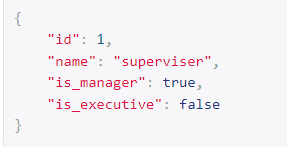 {
    "id": 1,
    "name": "superviser",
    "is_manager": true,
    "is_executive": false
}